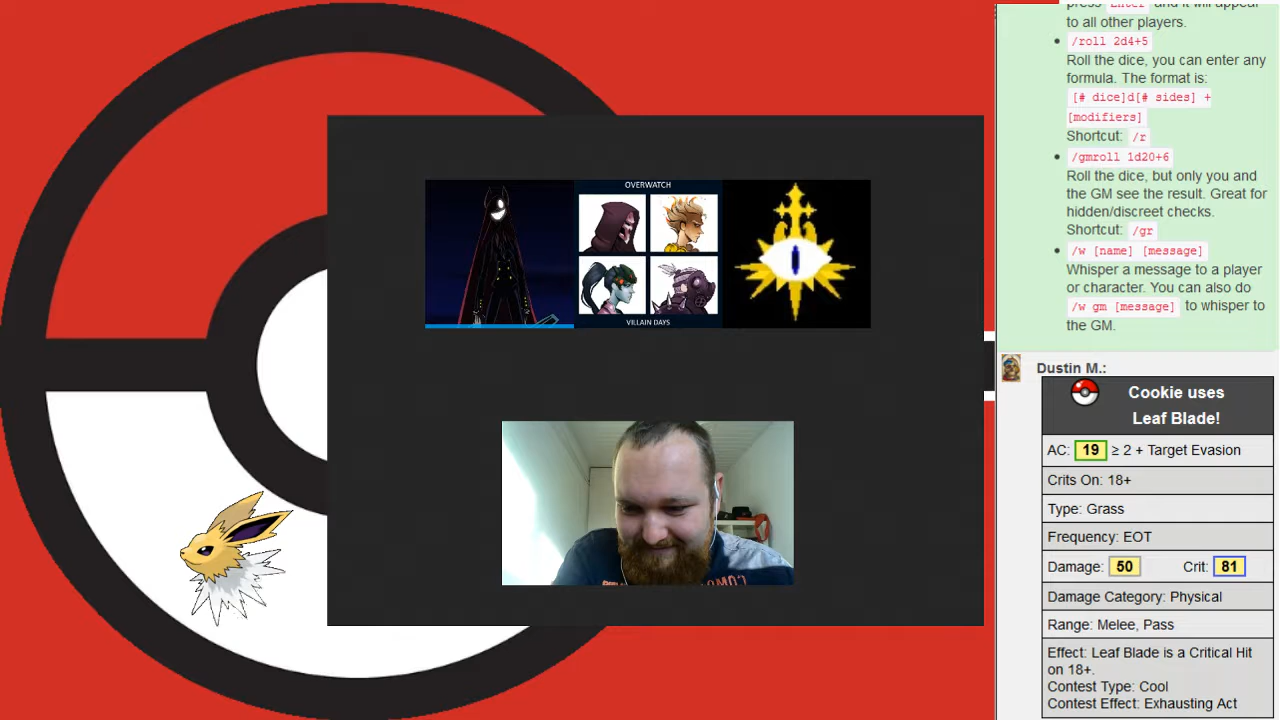 OVERWATCH
VILLAIN DAYS
press Enter and it will appear
to all other players.
/roll 2d4+5
Roll the dice, you can enter any
formula. The format is:
[# dice]d[# sides] +
[modifiers]
Shortcut: /r
/gmroll 1d20+6
Roll the dice, but only you and
the GM see the result. Great for
hidden/discreet checks.
Shortcut: /gr
/w [name] [message]
Whisper a message to a player
or character. You can also do
/w gm [message] to whisper to
the GM.
Dustin M.:
Cookie uses
Leaf Blade!
AC: 19 ≥ 2 + Target Evasion
Crits On: 18+
Type: Grass
Frequency: EOT
Damage: 50 Crit: 81
Damage Category: Physical
Range: Melee, Pass
Effect: Leaf Blade is a Critical Hit
on 18+.
Contest Type: Cool
Contest Effect: Exhausting Act